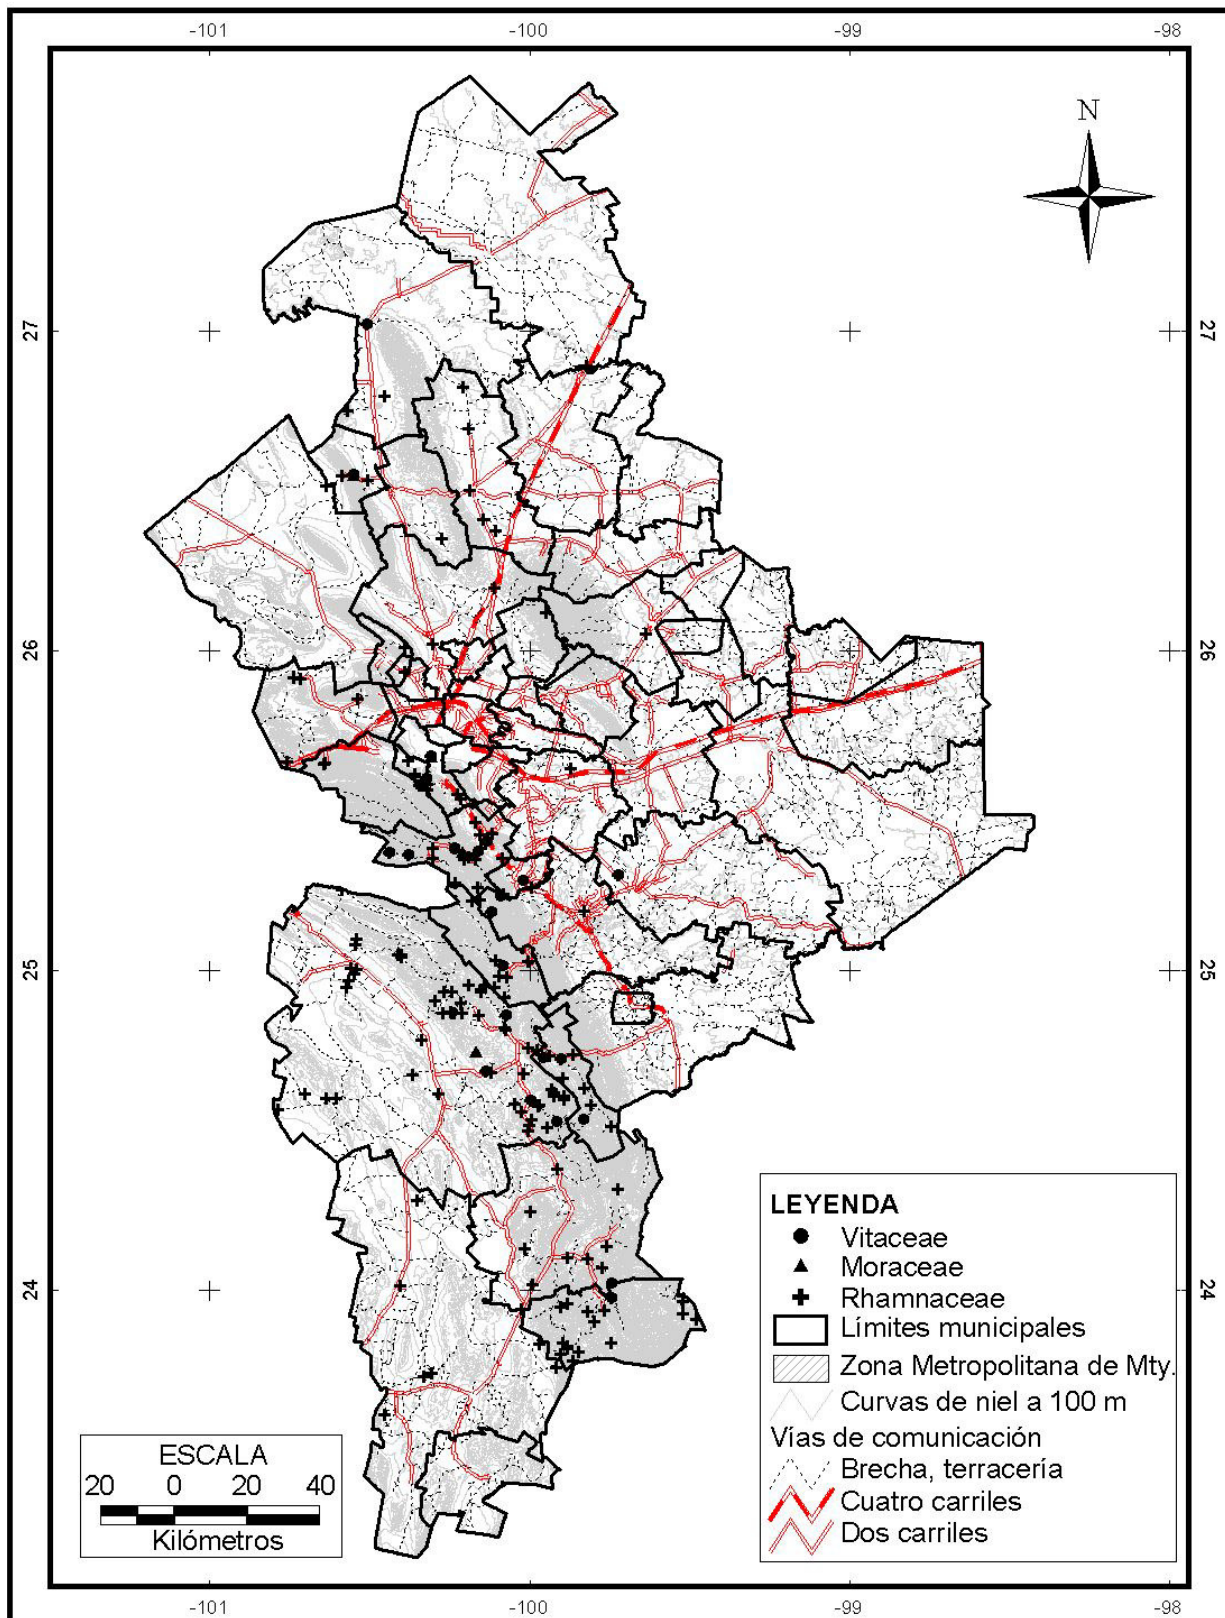 -101 -100 -99 -98
N
27 27
26 26
25 25
24 24
LEYENDA
Vitaceae
Moraceae
Rhamnaceae
Límites municipales
Zona Metropolitana de Mty.
Curvas de niel a 100 m
Vías de comunicación
Brecha, terracería
Cuatro carriles
Dos carriles
ESCALA
20 0 20 40
Kilómetros
-101 -100 -99 -98